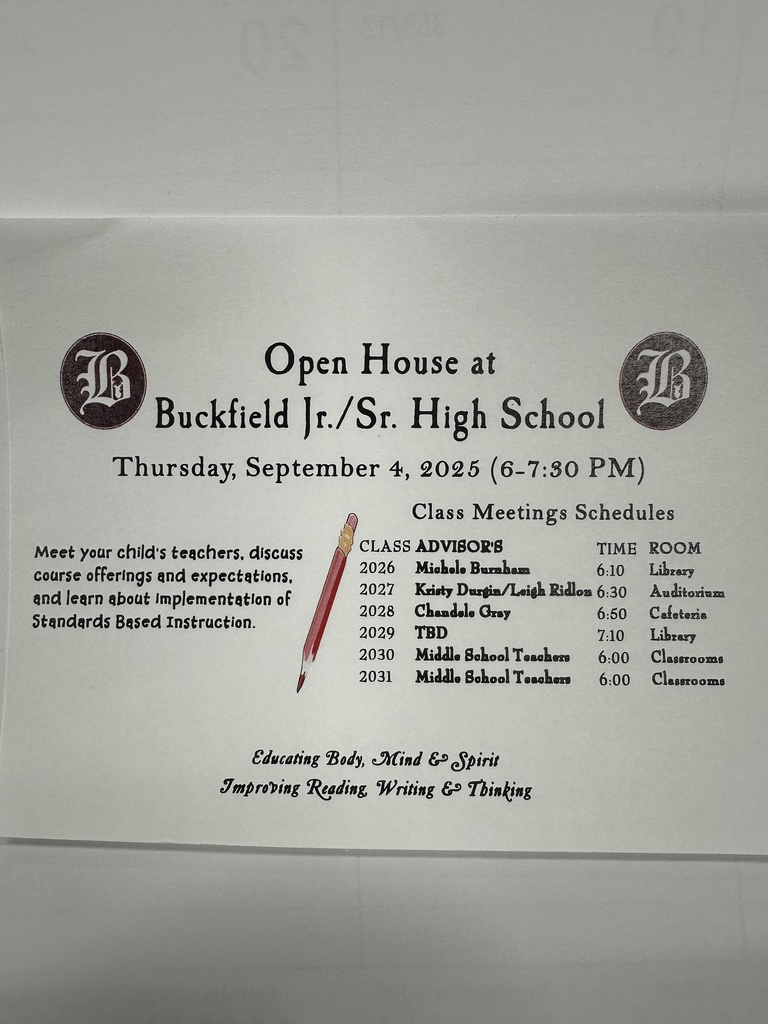 Open House at
Buckfield Jr./Sr. High School
Thursday, September 4, 2025 (6-7:30 PM)
Class Meetings Schedules
Meet your child's teachers, discuss
course offerings and expectations,
and learn about implementation of
Standards Based Instruction.
CLASS ADVISOR'S TIME ROOM
2026 Michele Burnham 6:10 Library
2027 Kristy Durgin/Leigh Ridlon 6:30 Auditorium
2028 Chandele Gray 6:50 Cafeteria
2029 TBD 7:10 Library
2030 Middle School Teachers 6:00 Classrooms
2031 Middle School Teachers 6:00 Classrooms
Educating Body, Mind & Spirit
Improving Reading, Writing & Thinking
B
B
20
19